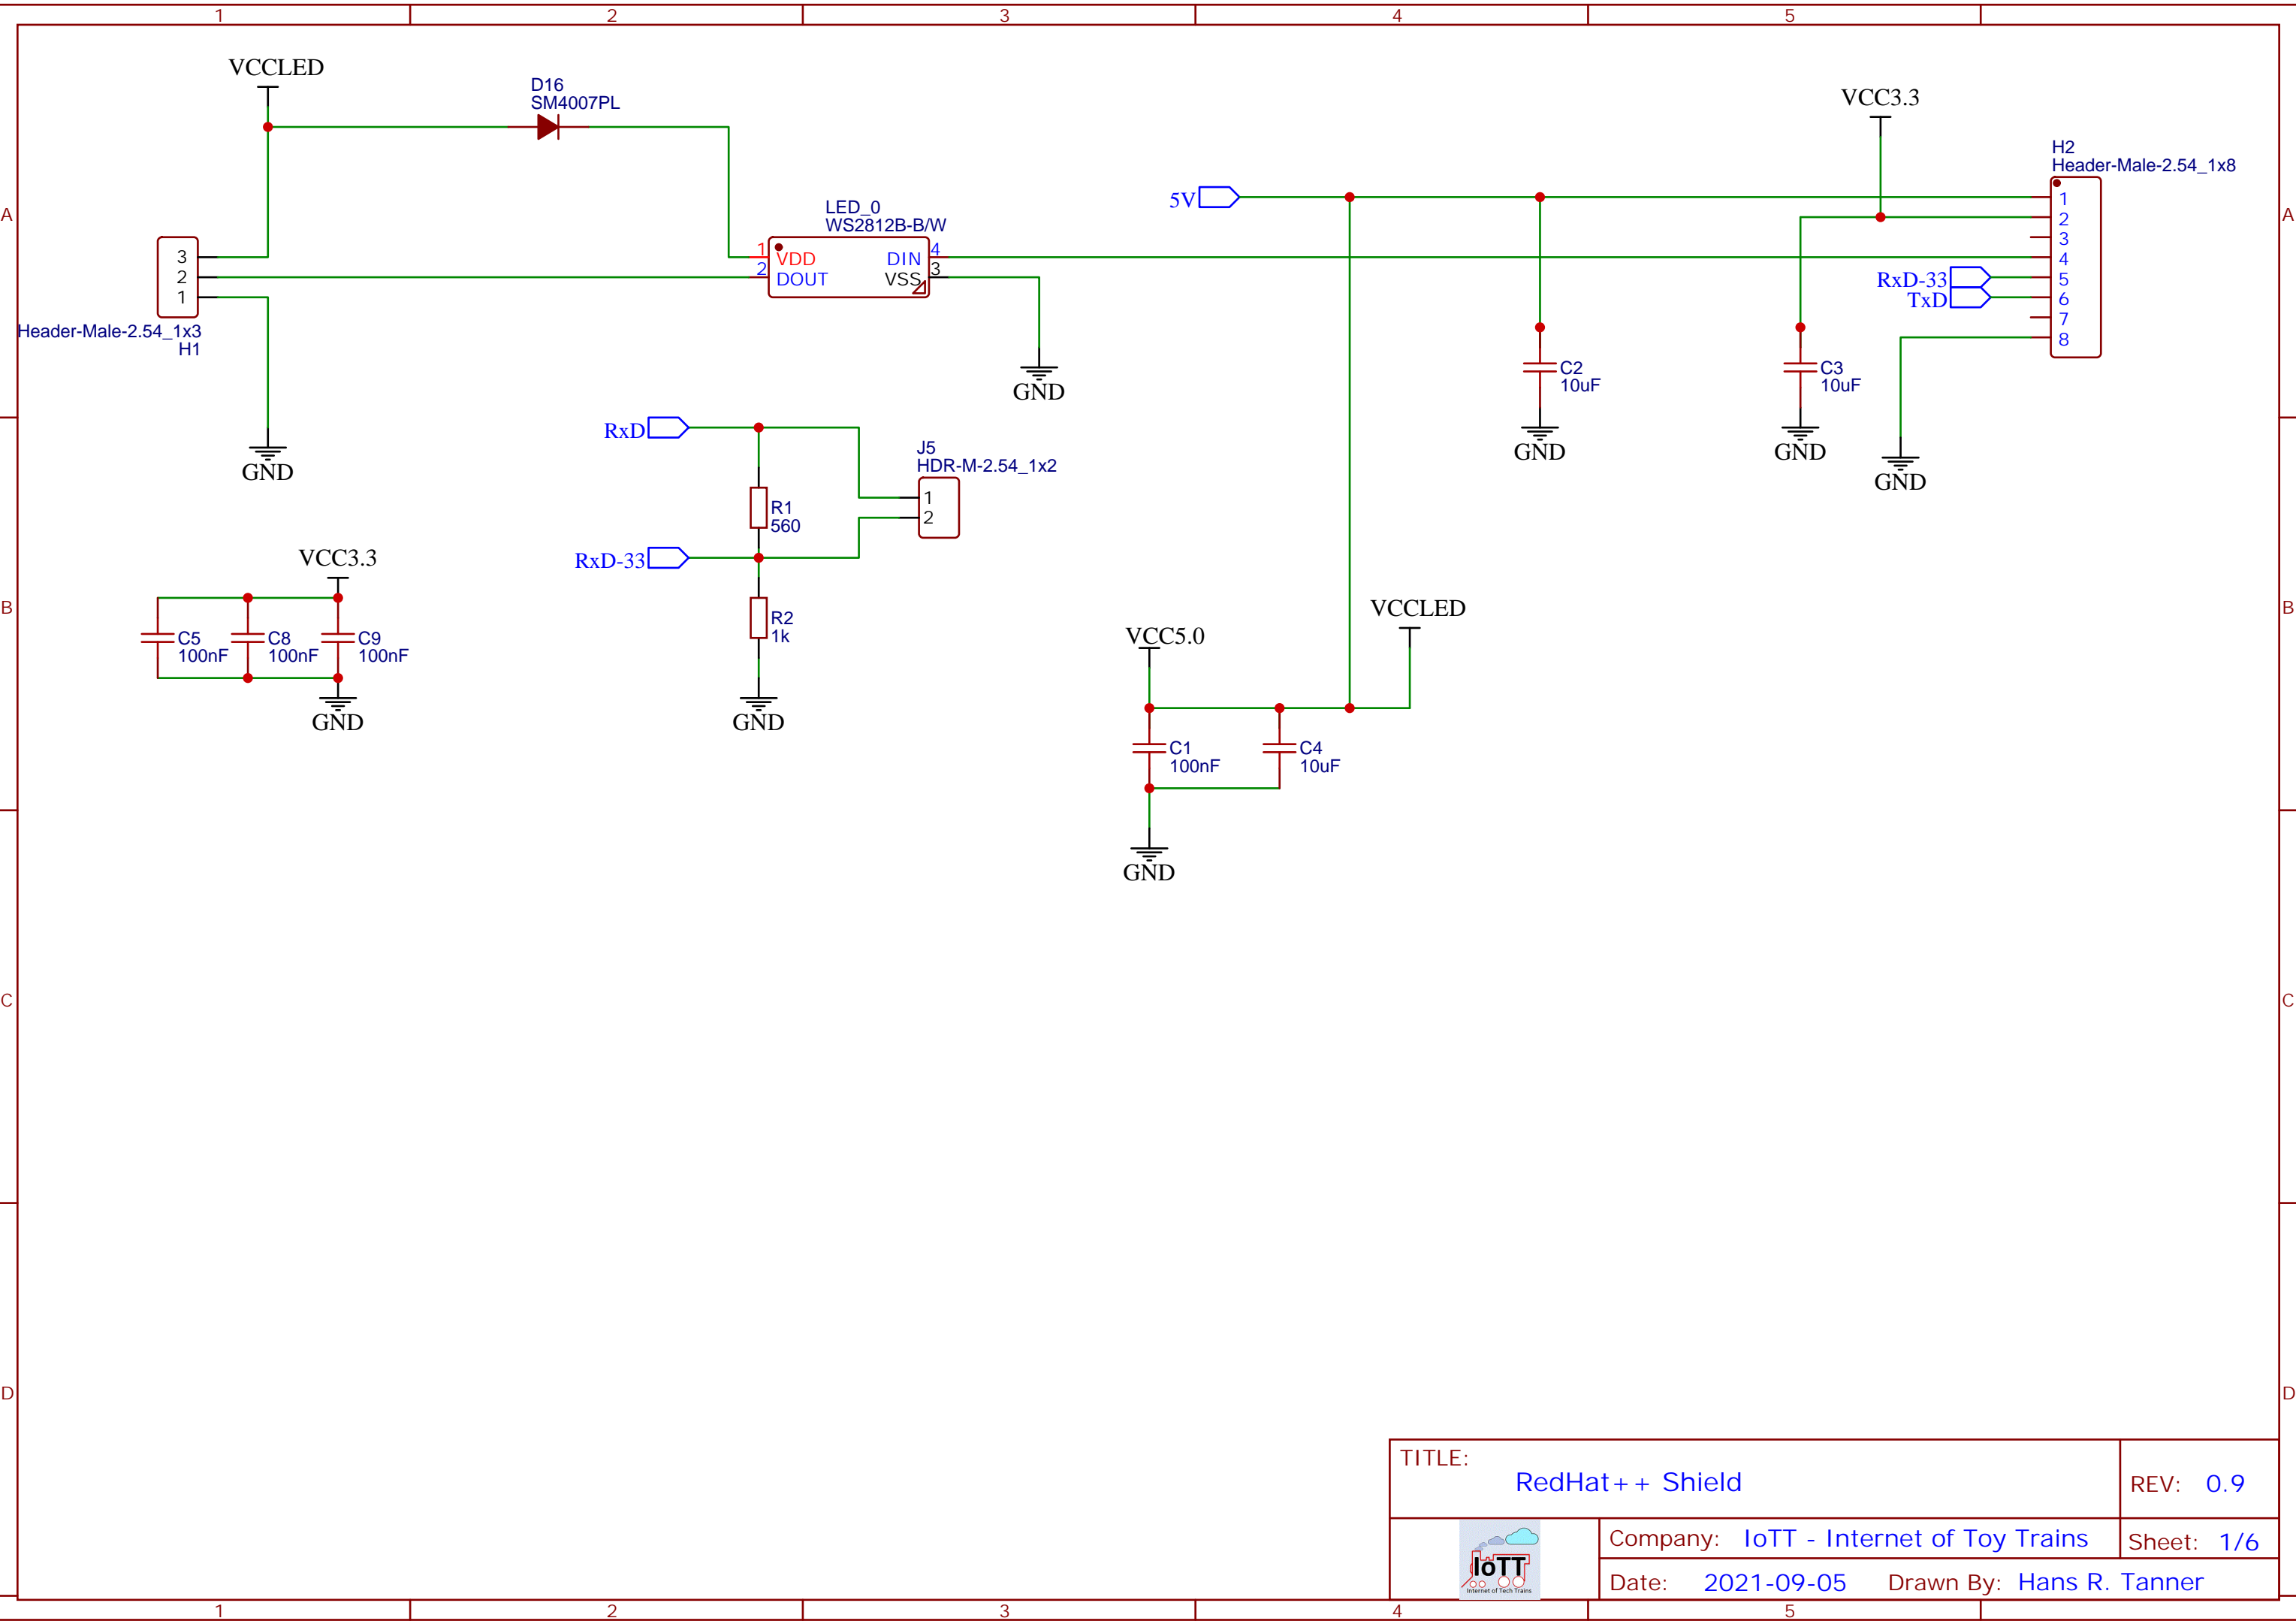 1 2 3 4 5
VCCLED
D16
SM4007PL
VCC3.3
H2
Header-Male-2.54_1x8
A
A
5V
1
2
3
4
5
6
7
8
RxD-33
TxD
LED_0
WS2812B-B/W
1
VDD
DIN
4
2
DOUT
VSS
3
3
2
1
Header-Male-2.54_1x3
H1
GND
C2
10uF
GND
C3
10uF
GND
GND
GND
RxD
J5
HDR-M-2.54_1x2
1
2
R1
560
RxD-33
R2
1k
GND
VCC3.3
B
B
C5
100nF
C8
100nF
C9
100nF
GND
VCC5.0
VCCLED
C1
100nF
C4
10uF
GND
C
C
D
D
TITLE:
RedHat++ Shield
REV: 0.9
IoTT
Internet of Tech Trains
Company: IoTT - Internet of Toy Trains
Sheet: 1/6
Date: 2021-09-05 Drawn By: Hans R. Tanner
1 2 3 4 5